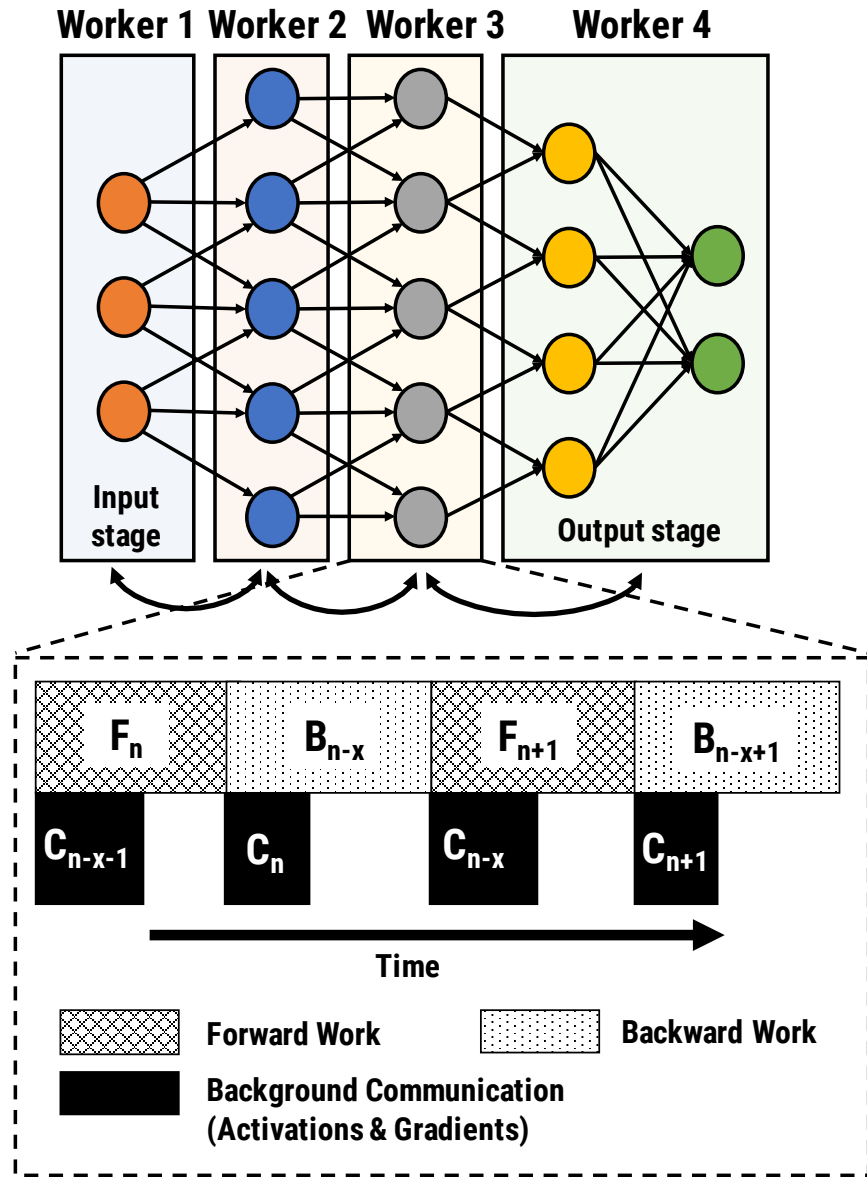 Worker 1 Worker 2 Worker 3 Worker 4
Input
stage
Output stage
Fn
Bn-x
Fn+1
Bn-x+1
Cn-x-1
Cn
Cn-x
Cn+1
Time
Forward Work
Backward Work
Background Communication
(Activations & Gradients)